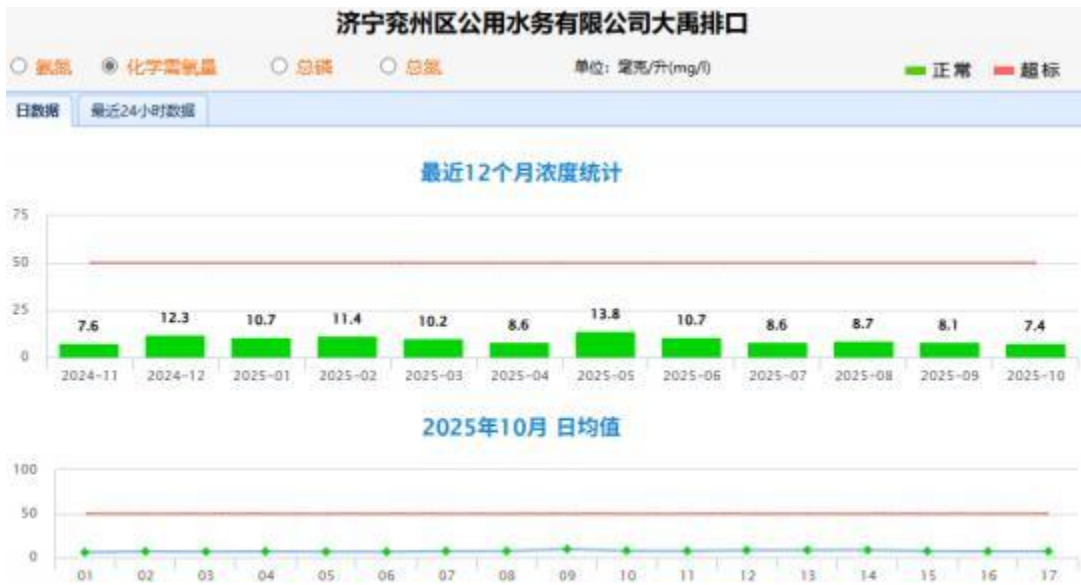 济宁兖州区公用水务有限公司大禹排口
氨氮 化学需氧量 总磷 总氮 单位：毫克/升(mg/l) 正常 超标
日数据 最近24小时数据
最近12个月浓度统计
75
50
25
0
7.6 12.3 10.7 11.4 10.2 8.6 13.8 10.7 8.6 8.7 8.1 7.4
2024-11 2024-12 2025-01 2025-02 2025-03 2025-04 2025-05 2025-06 2025-07 2025-08 2025-09 2025-10
2025年10月 日均值
100
50
0
01 02 03 04 05 06 07 08 09 10 11 12 13 14 15 16 17